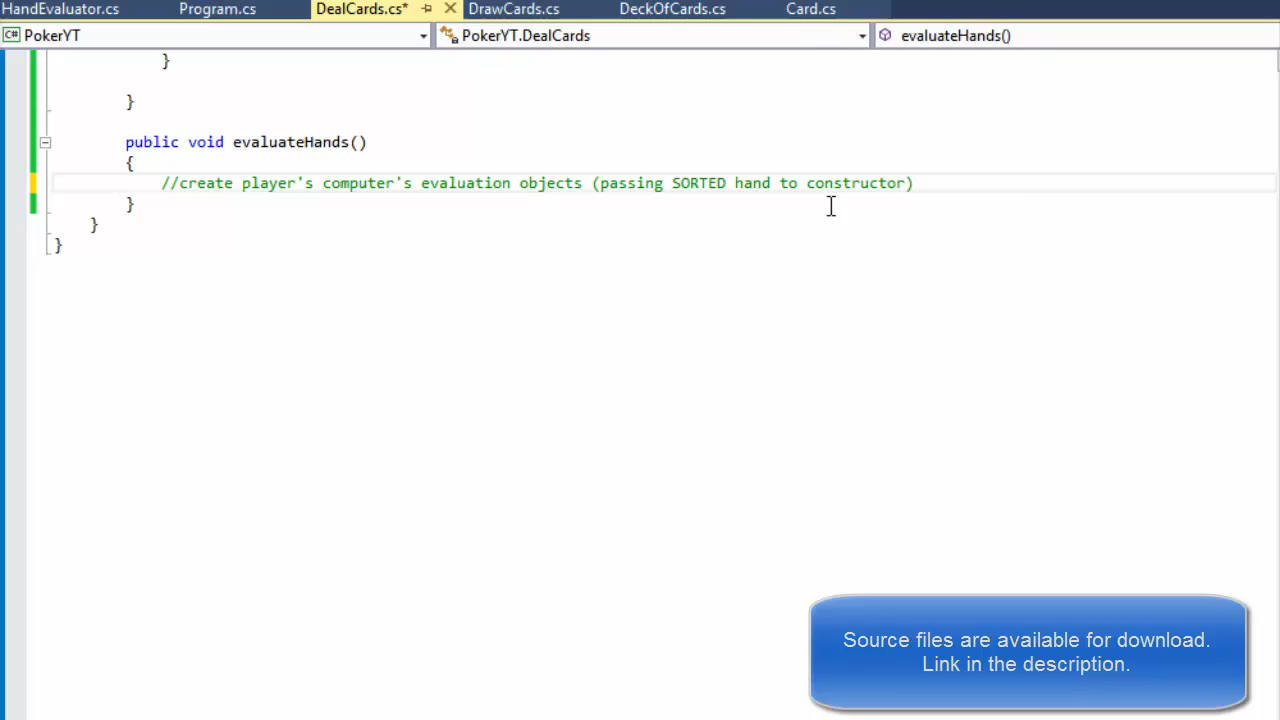 HandEvaluator.cs Program.cs DealCards.cs* DrawCards.cs DeckOfCards.cs Card.cs
C# PokerYT PokerYT.DealCards evaluateHands()
}
}
public void evaluateHands()
{
//create player's computer's evaluation objects (passing SORTED hand to constructor)
}
}
}
Source files are available for download.
Link in the description.